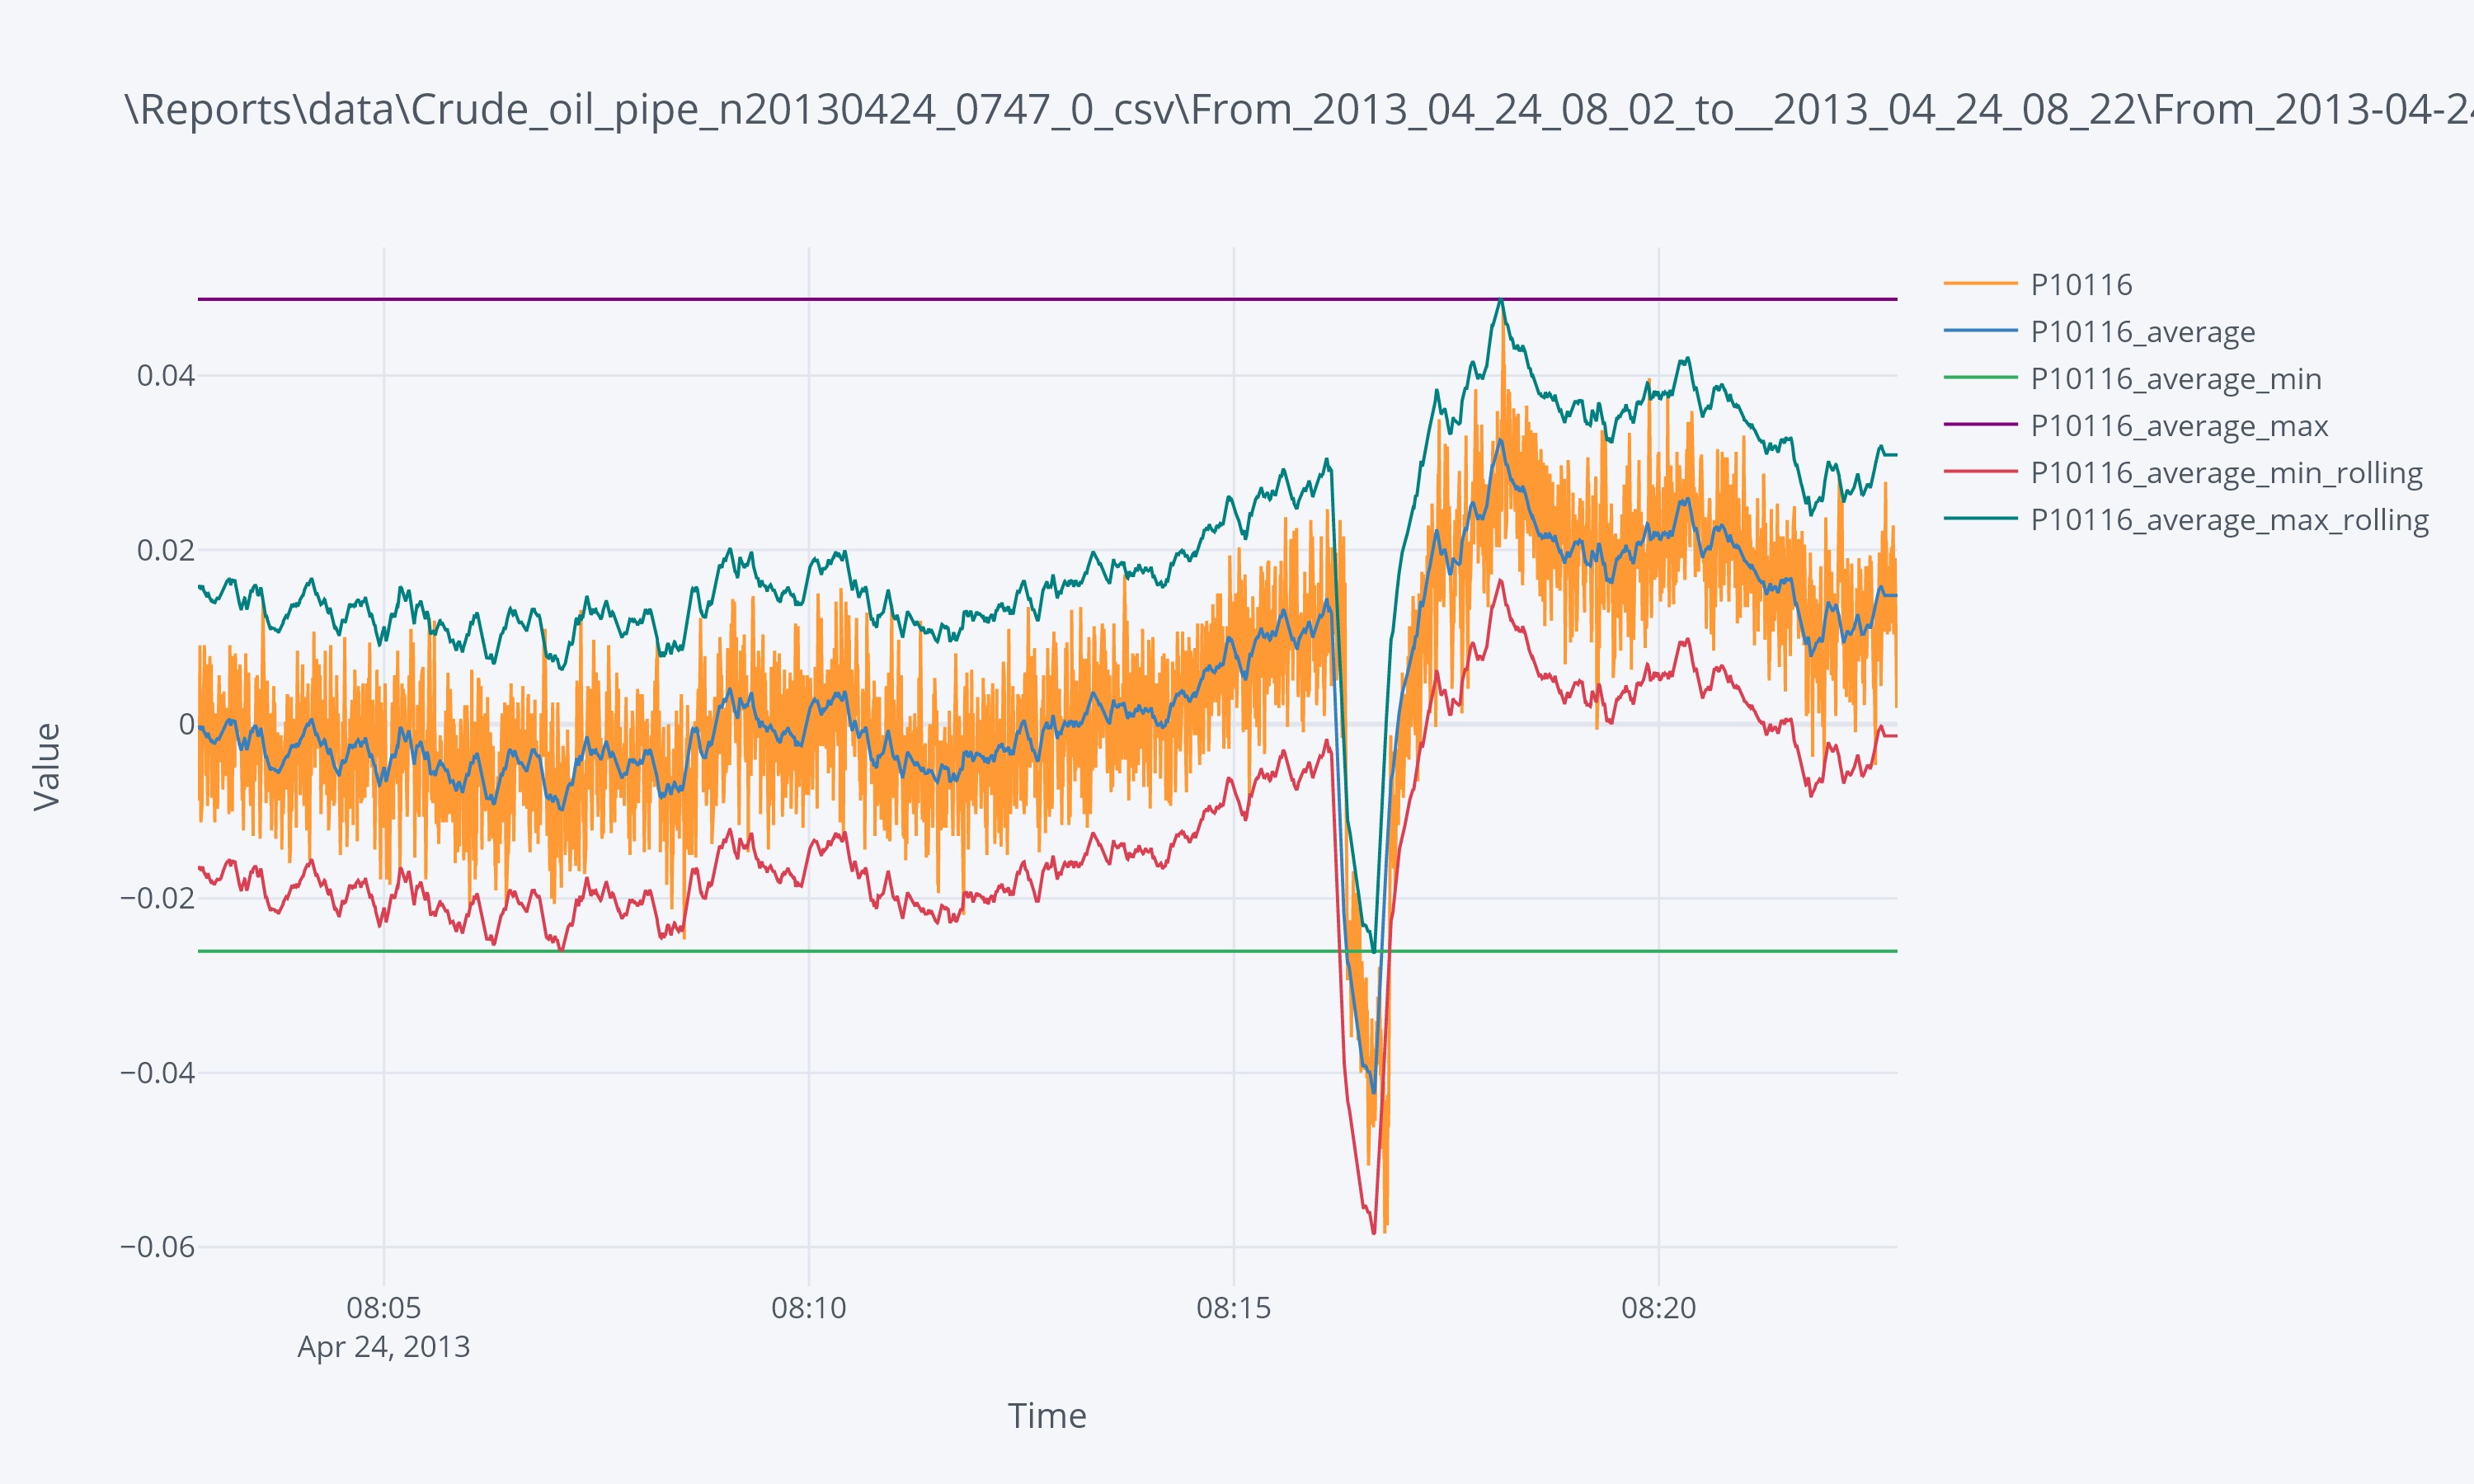 \Reports\data\Crude_oil_pipe_n20130424_0747_0_csv\From_2013_04_24_08_02_to__2013_04_24_08_22\From_2013-04-24
P10116
P10116_average
P10116_average_min
P10116_average_max
P10116_average_min_rolling
P10116_average_max_rolling
Value
0.04
0.02
0
−0.02
−0.04
−0.06
08:05
08:10
08:15
08:20
Apr 24, 2013
Time